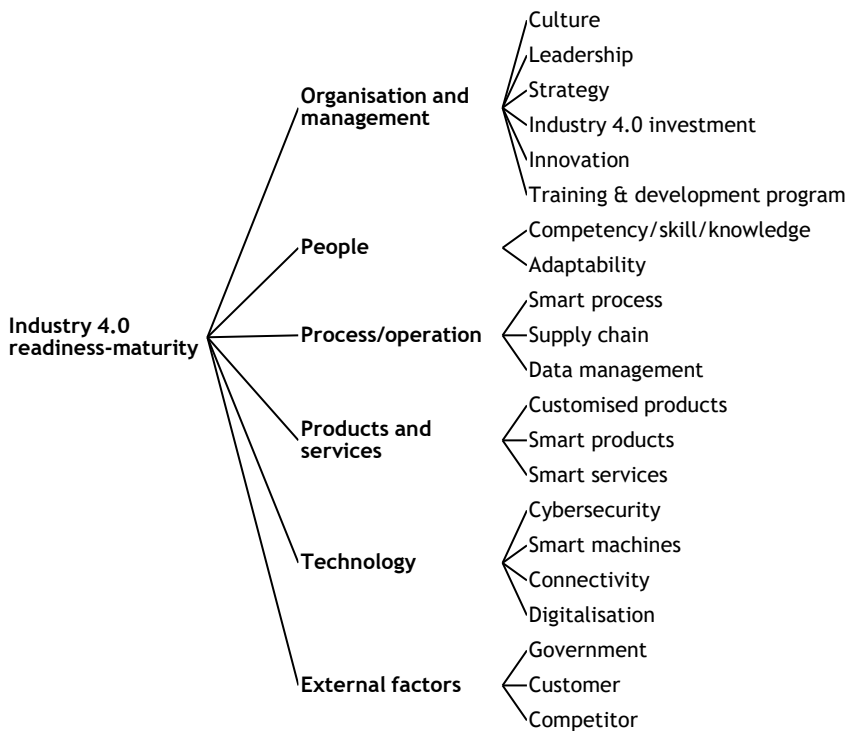 Industry 4.0
readiness-maturity
Organisation and
management
Culture
Leadership
Strategy
Industry 4.0 investment
Innovation
Training & development program
People
Competency/skill/knowledge
Adaptability
Process/operation
Smart process
Supply chain
Data management
Products and
services
Customised products
Smart products
Smart services
Technology
Cybersecurity
Smart machines
Connectivity
Digitalisation
External factors
Government
Customer
Competitor